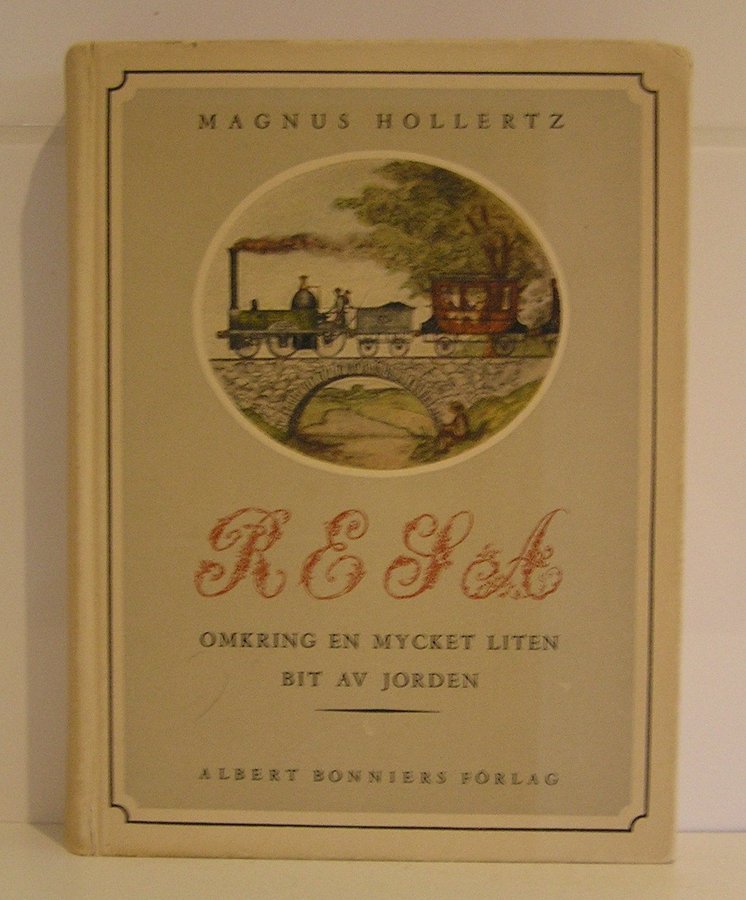 MAGNUS HOLLERTZ
RESA
OMKRING EN MYCKET LITEN
BIT AV JORDEN
ALBERT BONNIERS FÖRLAG